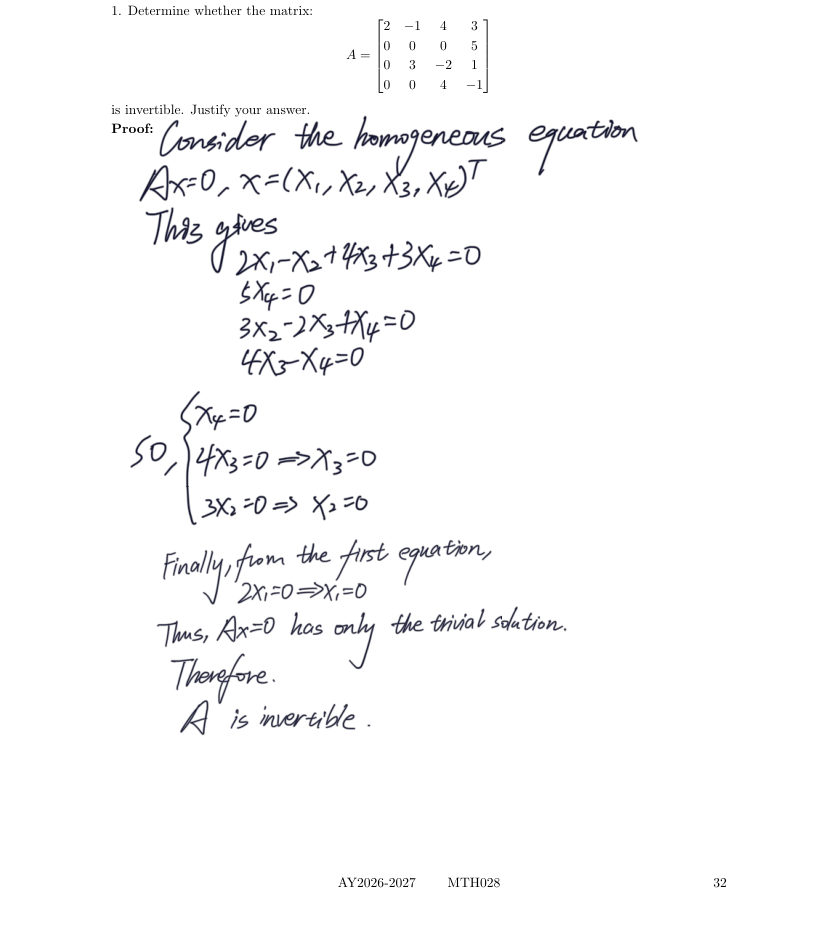 1. Determine whether the matrix:
A = [2 −1 4 3
0 0 0 5
0 3 −2 1
0 0 4 −1]
is invertible. Justify your answer.
Proof: Consider the homogeneous equation
Ax=0, x=(x₁, x₂, x₃, x₄)ᵀ
This gives
2x₁-x₂+4x₃+3x₄=0
5x₄=0
3x₂-2x₃+x₄=0
4x₃-x₄=0
x₄=0
SO, { 4x₃=0 ⇒ x₃=0
3x₂=0 ⇒ x₂=0
Finally, from the first equation,
2x₁=0 ⇒ x₁=0
Thus, Ax=0 has only the trivial solution.
Therefore.
A is invertible.
AY2026-2027 MTH028 32